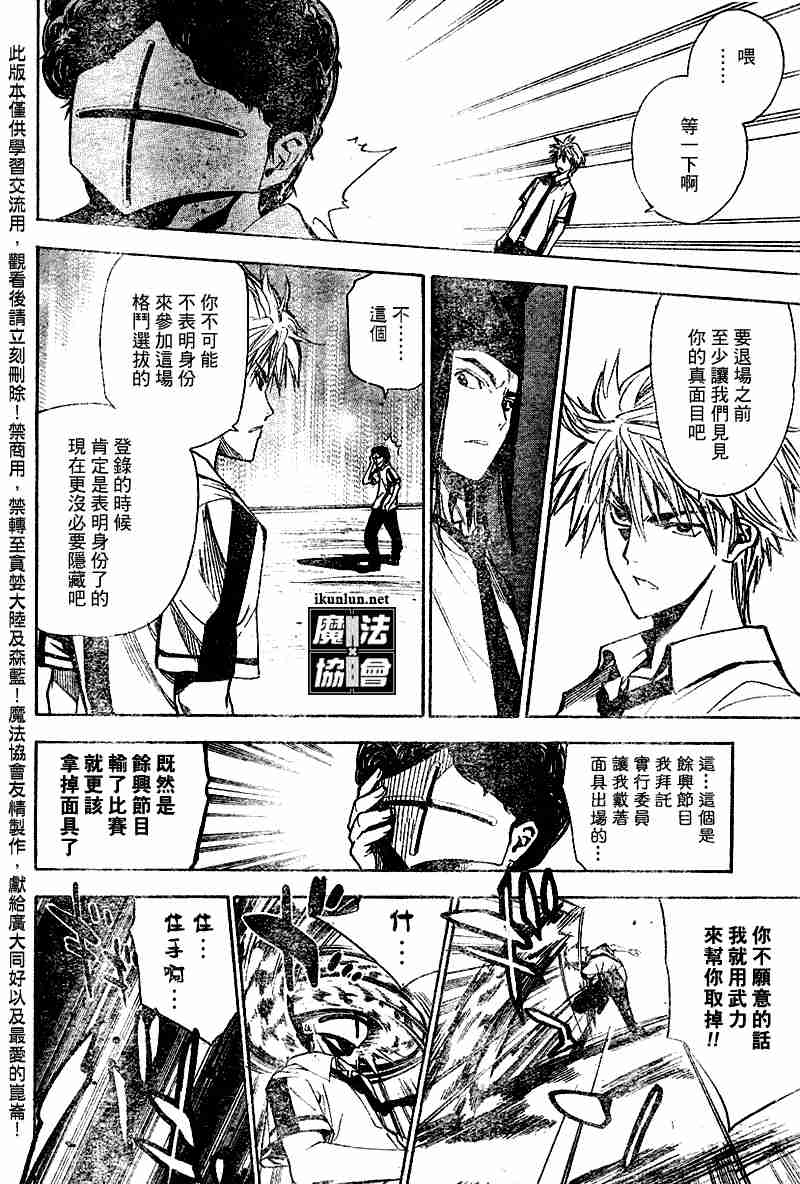 喂
……
等一下啊
要退場之前
至少讓我們見見
你的真面目吧
不……
這個
你不可能
不表明身份
來參加這場
格鬥選拔的
登錄的時候
肯定是表明身份了的
現在更沒必要隱藏吧
ikunlun.net
魔法
協會
這…這個是
餘興節目
我拜託
實行委員
讓我戴著
面具出場的…
既然是
餘興節目
輸了比賽
就更該
拿掉面具了
你不願意的話
我就用武力
來幫你取掉!!
什…
住…
住手啊…
此版本僅供學習交流用，觀看後請立刻刪除！禁商用，禁轉至貪婪大陸及森藍！魔法協會友情製作，獻給廣大同好以及最愛的崑崙！